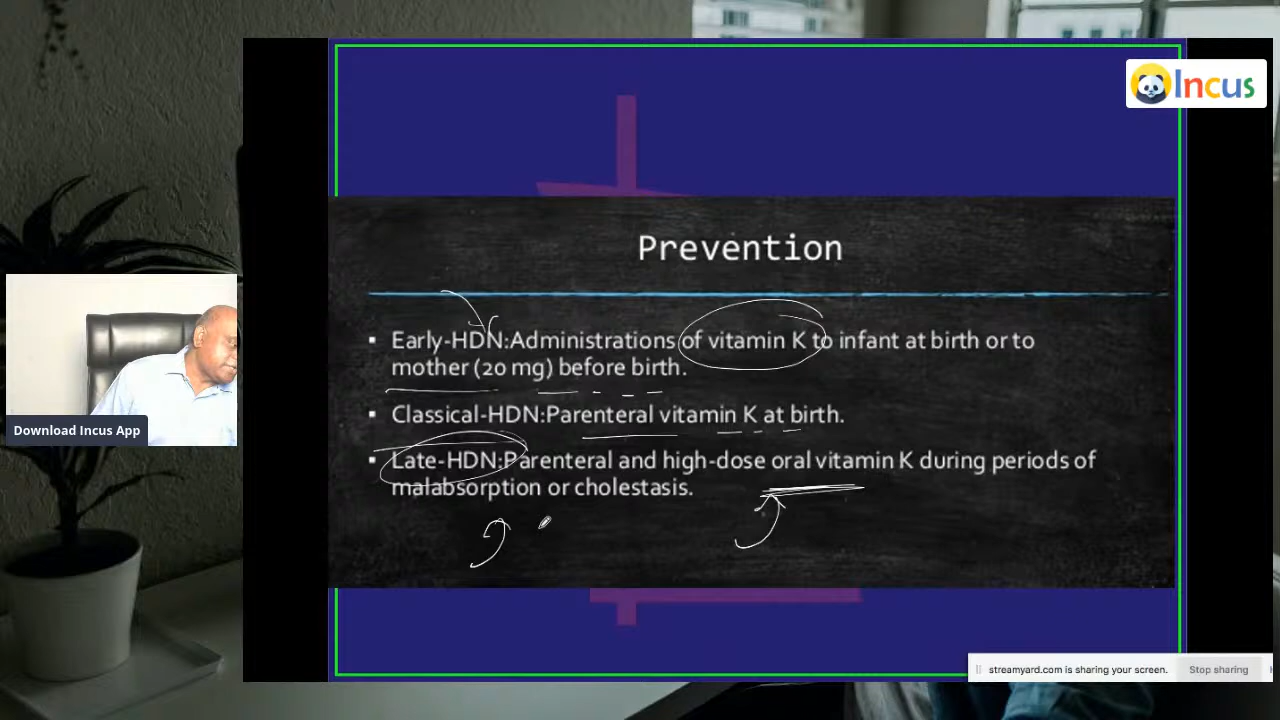 Incus
Prevention
▪ Early-HDN:Administrations of vitamin K to infant at birth or to
mother (20 mg) before birth.
▪ Classical-HDN:Parenteral vitamin K at birth.
▪ Late-HDN:Parenteral and high-dose oral vitamin K during periods of
malabsorption or cholestasis.
Download Incus App
streamyard.com is sharing your screen.
Stop sharing